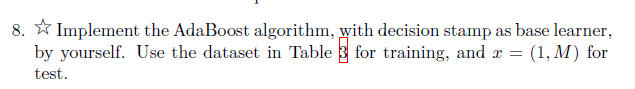 8. ☆ Implement the AdaBoost algorithm, with decision stamp as base learner,
by yourself. Use the dataset in Table 3 for training, and x = (1, M) for
test.